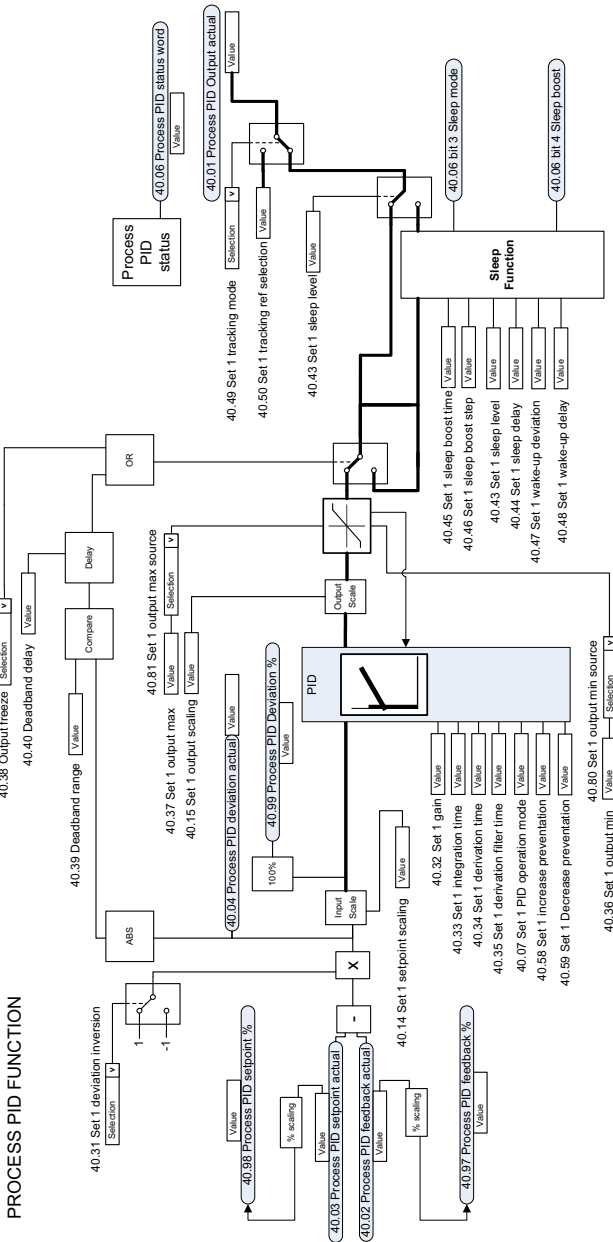 PROCESS PID FUNCTION
40.31 Set 1 deviation inversion
Selection
v
1
-1
40.98 Process PID setpoint %
Value
% scaling
Value
40.03 Process PID setpoint actual
40.02 Process PID feedback actual
Value
% scaling
40.97 Process PID feedback %
Value
-
X
ABS
40.04 Process PID deviation actual
Value
Input Scale
100%
40.99 Process PID Deviation %
Value
40.14 Set 1 setpoint scaling
Value
40.38 Output freeze
Selection
v
40.40 Deadband delay
Value
40.39 Deadband range
Value
Compare
Delay
OR
40.81 Set 1 output max source
40.37 Set 1 output max
Value
Selection
v
40.15 Set 1 output scaling
Value
PID
40.32 Set 1 gain
Value
40.33 Set 1 integration time
Value
40.34 Set 1 derivation time
Value
40.35 Set 1 derivation filter time
Value
40.07 Set 1 PID operation mode
Value
40.58 Set 1 increase preventation
Value
40.59 Set 1 Decrease preventation
Value
Output Scale
40.80 Set 1 output min source
40.36 Set 1 output min
Value
Selection
v
Process PID status
40.06 Process PID status word
Value
40.01 Process PID Output actual
Value
40.49 Set 1 tracking mode
Selection
v
40.50 Set 1 tracking ref selection
Value
40.43 Set 1 sleep level
Value
40.45 Set 1 sleep boost time
Value
40.46 Set 1 sleep boost step
Value
40.43 Set 1 sleep level
Value
40.44 Set 1 sleep delay
Value
40.47 Set 1 wake-up deviation
Value
40.48 Set 1 wake-up delay
Value
Sleep Function
40.06 bit 3 Sleep mode
40.06 bit 4 Sleep boost